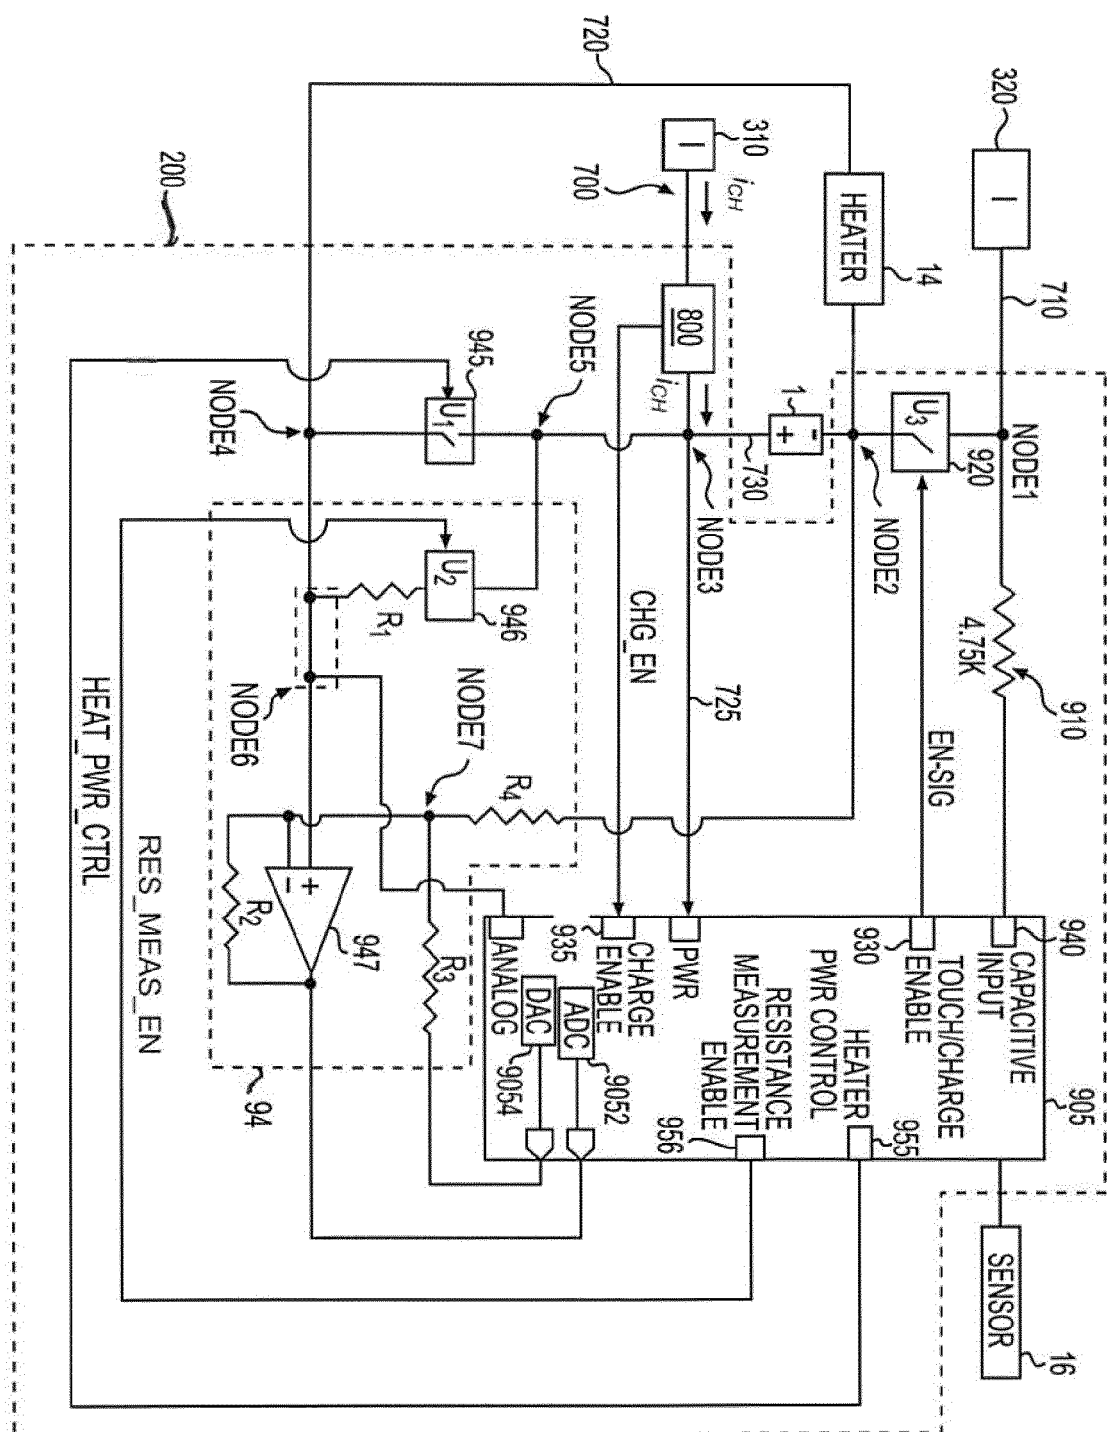 720
320
I
310
I
700
iCH
HEATER
14
710
200
800
iCH
NODE5
945
U1
NODE4
1
- +
730
U3
920
NODE1
NODE2
NODE3
U2
946
R1
CHG_EN
725
4.75K
910
EN-SIG
NODE6
NODE7
R4
HEAT_PWR_CTRL
RES_MEAS_EN
+
-
947
R2
R3
94
940
CAPACITIVE
INPUT
930
TOUCH/CHARGE
ENABLE
905
PWR
935
CHARGE
ENABLE
ANALOG
DAC
9054
ADC
9052
HEATER
PWR CONTROL
955
RESISTANCE
MEASUREMENT
ENABLE
956
SENSOR
16